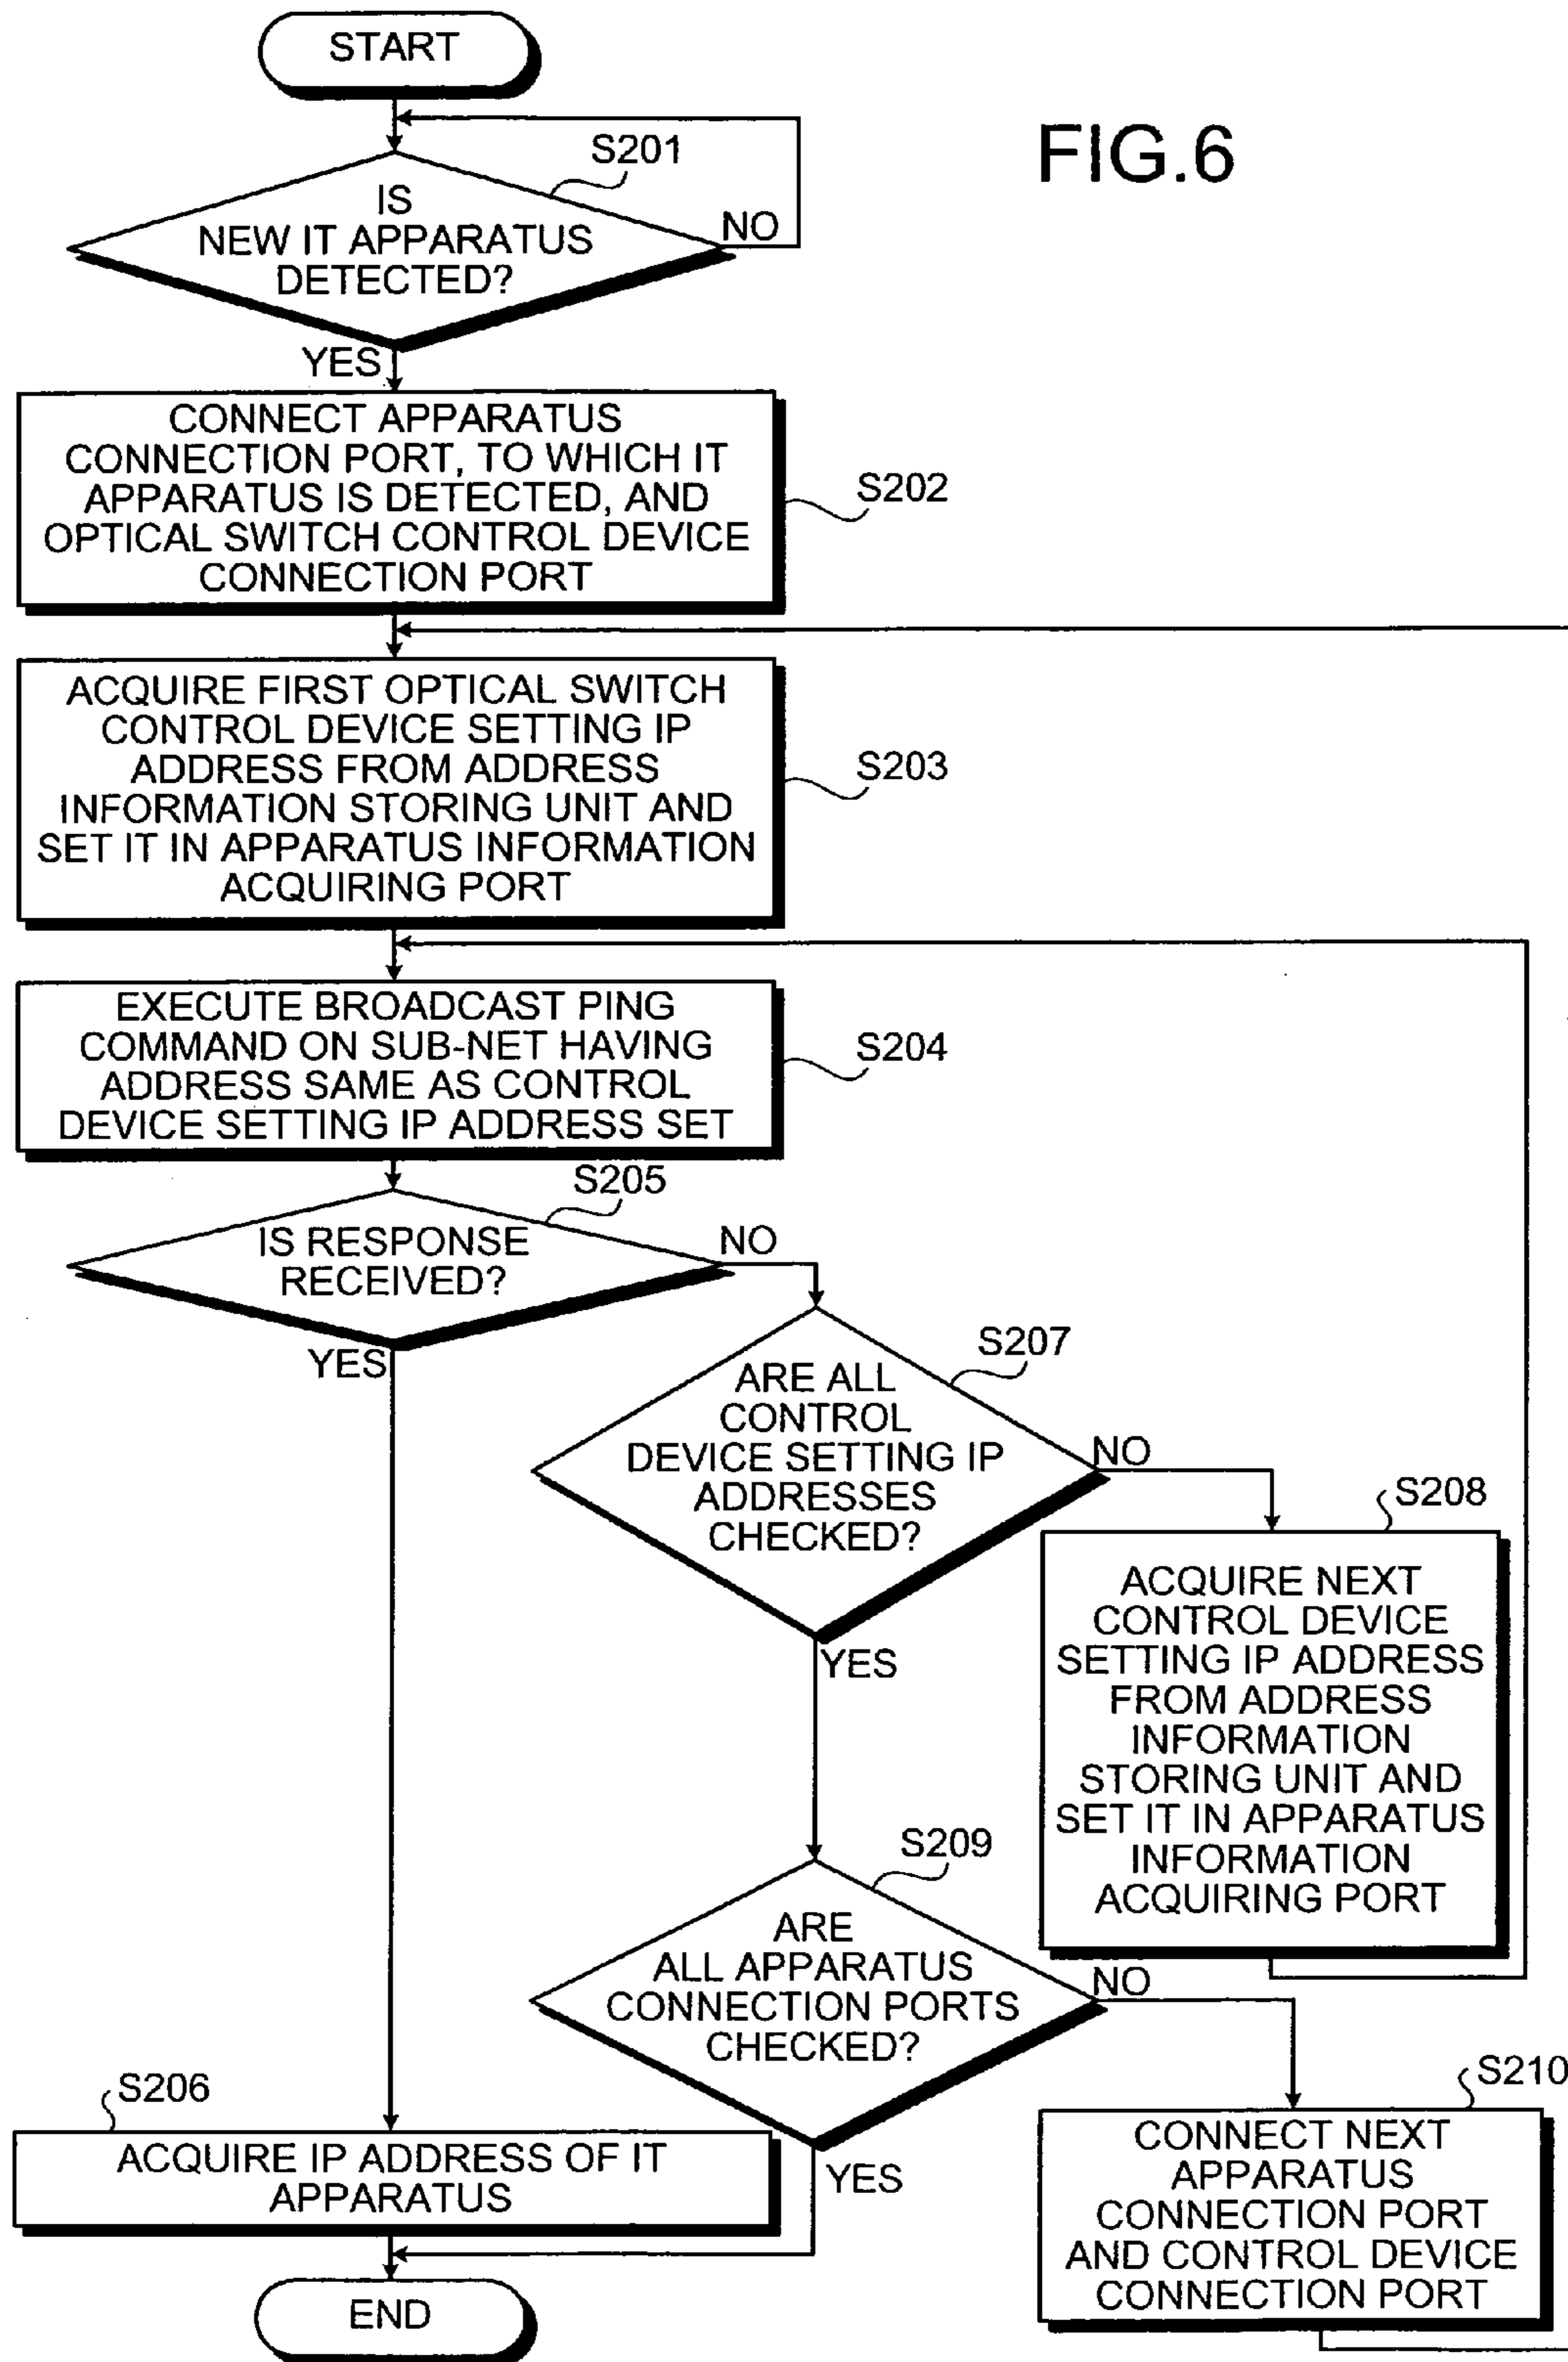 START
FIG.6
S201
IS
NEW IT APPARATUS
DETECTED?
NO
YES
CONNECT APPARATUS
CONNECTION PORT, TO WHICH IT
APPARATUS IS DETECTED, AND
OPTICAL SWITCH CONTROL DEVICE
CONNECTION PORT
S202
ACQUIRE FIRST OPTICAL SWITCH
CONTROL DEVICE SETTING IP
ADDRESS FROM ADDRESS
INFORMATION STORING UNIT AND
SET IT IN APPARATUS INFORMATION
ACQUIRING PORT
S203
EXECUTE BROADCAST PING
COMMAND ON SUB-NET HAVING
ADDRESS SAME AS CONTROL
DEVICE SETTING IP ADDRESS SET
S204
S205
IS RESPONSE
RECEIVED?
NO
YES
S207
ARE ALL
CONTROL
DEVICE SETTING IP
ADDRESSES
CHECKED?
NO
YES
S208
ACQUIRE NEXT
CONTROL DEVICE
SETTING IP ADDRESS
FROM ADDRESS
INFORMATION
STORING UNIT AND
SET IT IN APPARATUS
INFORMATION
ACQUIRING PORT
S209
ARE
ALL APPARATUS
CONNECTION PORTS
CHECKED?
NO
YES
S210
CONNECT NEXT
APPARATUS
CONNECTION PORT
AND CONTROL DEVICE
CONNECTION PORT
S206
ACQUIRE IP ADDRESS OF IT
APPARATUS
END